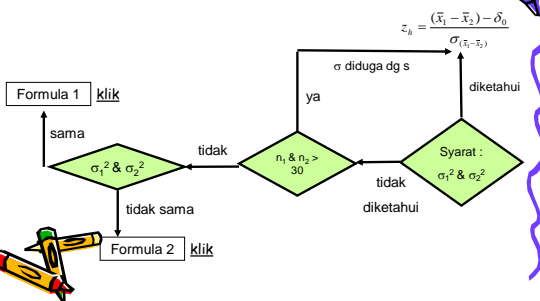 z_h = ((x̄₁ − x̄₂) − δ₀) / σ_(x̄₁−x̄₂)
σ diduga dg s
diketahui
Formula 1 klik
ya
sama
tidak
n₁ & n₂ >
30
Syarat :
σ₁² & σ₂²
σ₁² & σ₂²
tidak
diketahui
tidak sama
Formula 2 klik